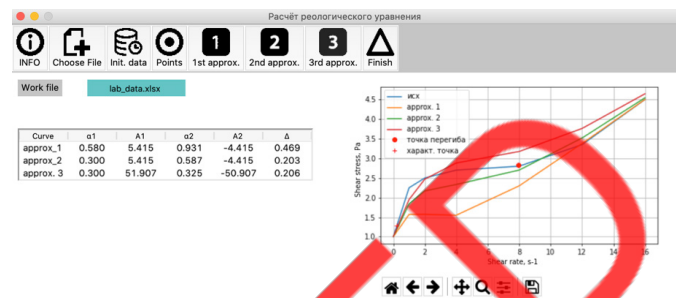 Расчёт реологического уравнения
INFO Choose File Init. data Points 1st approx. 2nd approx. 3rd approx. Finish
1 2 3
Work file lab_data.xlsx
Curve α1 A1 α2 A2 Δ
approx_1 0.580 5.415 0.931 -4.415 0.469
approx_2 0.300 5.415 0.587 -4.415 0.203
approx. 3 0.300 51.907 0.325 -50.907 0.206
исх
approx. 1
approx. 2
approx. 3
точка перегиба
характ. точка
Shear stress, Pa
4.5
4.0
3.5
3.0
2.5
2.0
1.5
1.0
0 2 4 8 10 12 14 16
Shear rate, s-1